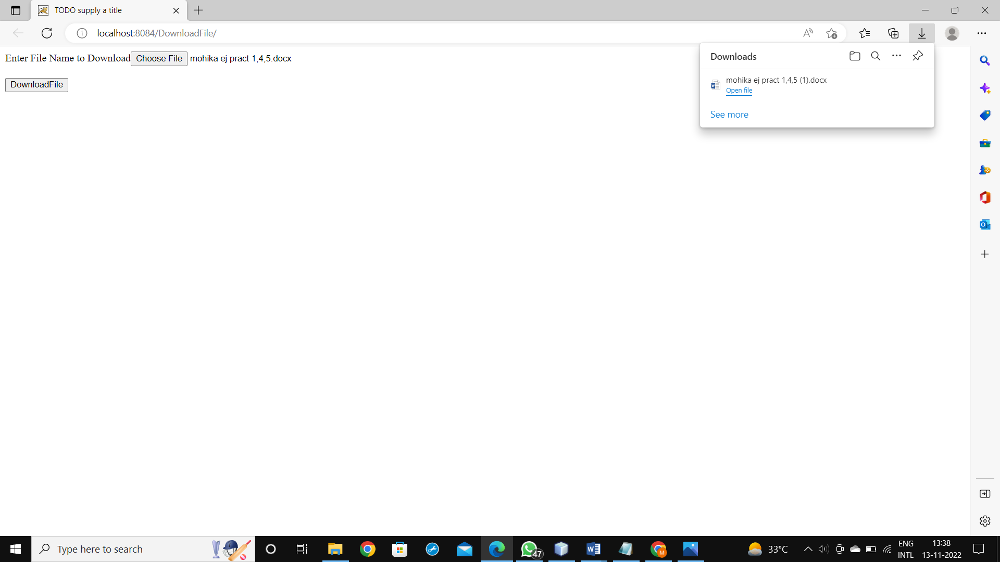 TODO supply a title
localhost:8084/DownloadFile/
Enter File Name to Download Choose File mohika ej pract 1,4,5.docx
DownloadFile
Downloads
mohika ej pract 1,4,5 (1).docx
Open file
See more
Type here to search
47
M
33°C
ENG
INTL
13:38
13-11-2022